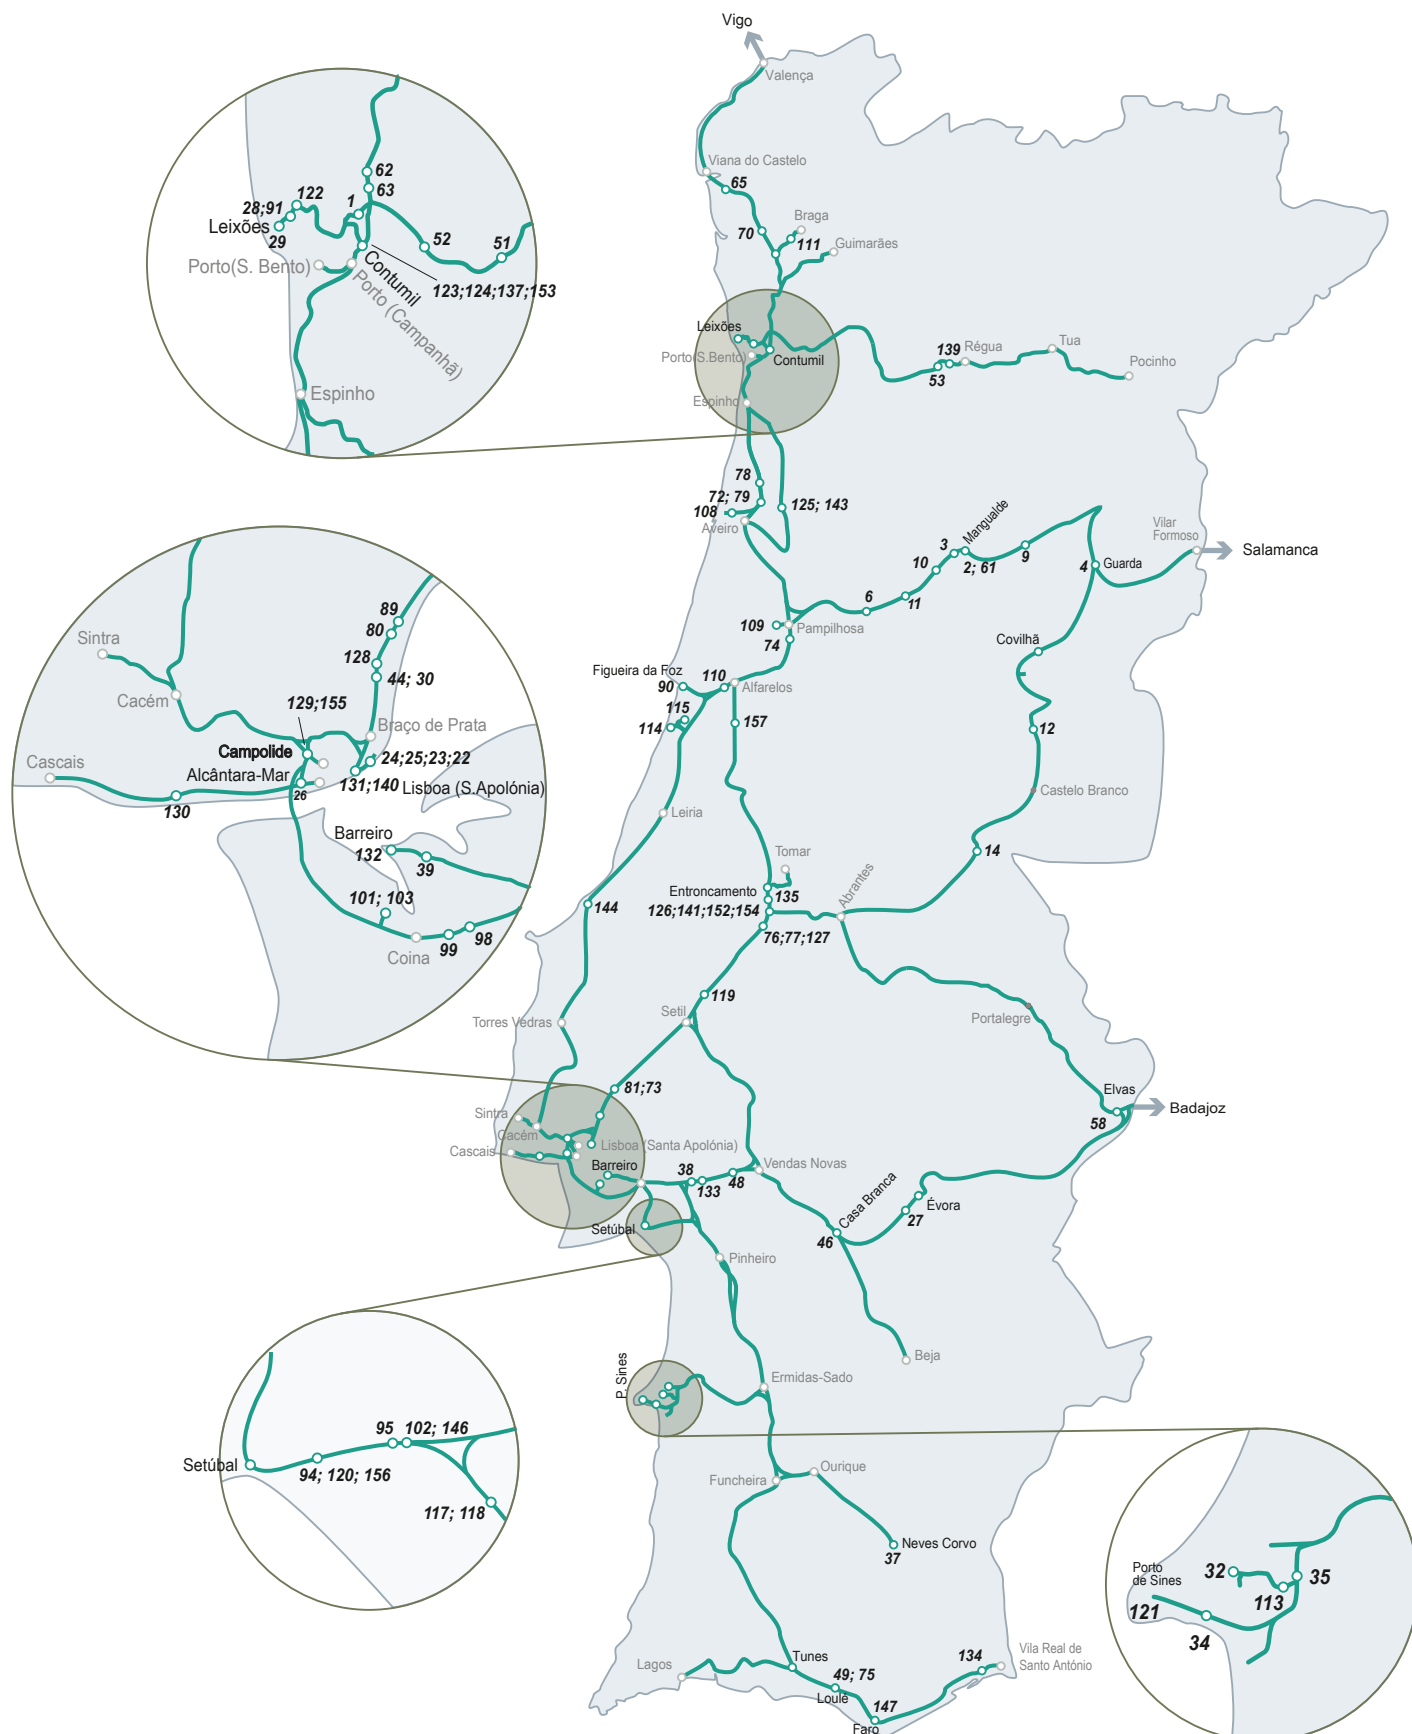 Vigo
Valença
Viana do Castelo
65
70
Braga
111
Guimarães
62
63
1
122
28;91
Leixões
29
Porto(S. Bento)
52
51
Contumil
123;124;137;153
Porto (Campanhã)
Espinho
Leixões
Porto(S.Bento)
Contumil
Espinho
139
Régua
53
Tua
Pocinho
78
72; 79
108
Aveiro
125; 143
Mangualde
3
2; 61
10
9
6
11
4
Guarda
Vilar
Formoso
Salamanca
109
Pampilhosa
74
Covilhã
Figueira da Foz
90
110
Alfarelos
115
114
157
12
Castelo Branco
Leiria
14
Tomar
Entroncamento
135
126;141;152;154
Abrantes
76;77;127
144
119
Setil
Portalegre
Torres Vedras
81;73
Elvas
58
Badajoz
89
80
128
44; 30
Sintra
Cacém
129;155
Braço de Prata
Campolide
24;25;23;22
Cascais
Alcântara-Mar
26
131;140
Lisboa (S.Apolónia)
130
Barreiro
132
39
101; 103
Coina
99
98
Sintra
Cacém
Cascais
Lisboa (Santa Apolónia)
Barreiro
38
133
48
Vendas Novas
Casa Branca
46
27
Évora
Setúbal
Pinheiro
Beja
P. Sines
Ermidas-Sado
Setúbal
95
102; 146
94; 120; 156
117; 118
Funcheira
Ourique
Neves Corvo
37
Porto
de Sines
121
32
113
35
34
Lagos
Tunes
49; 75
Loulé
147
Faro
134
Vila Real de
Santo António